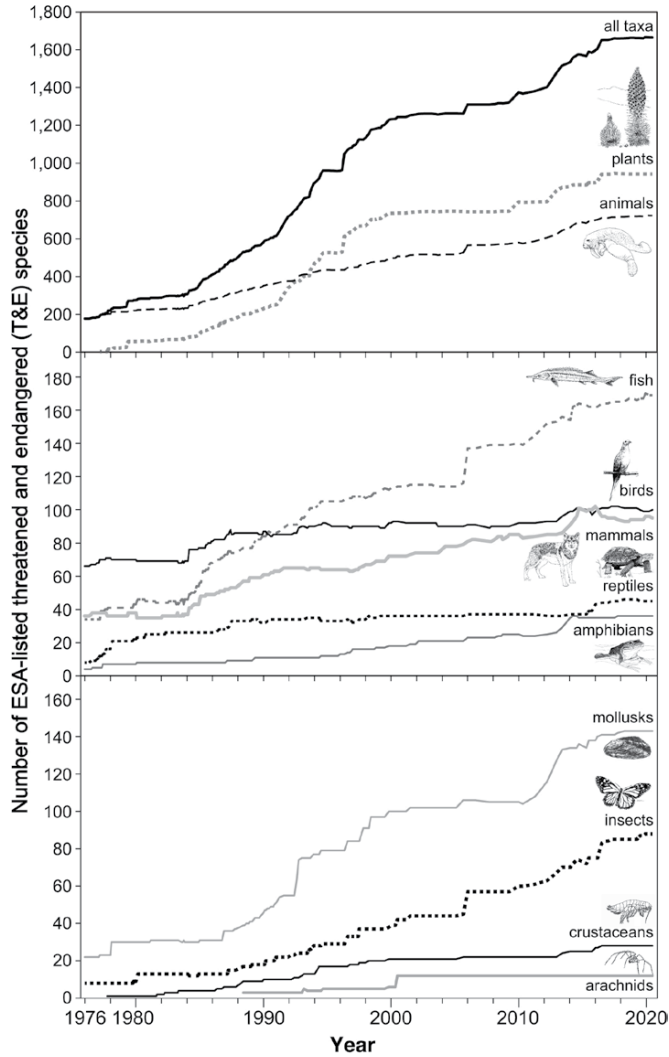 Number of ESA-listed threatened and endangered (T&E) species
1,800
1,600
1,400
1,200
1,000
800
600
400
200
0
all taxa
plants
animals
180
160
140
120
100
80
60
40
20
0
fish
birds
mammals
reptiles
amphibians
160
140
120
100
80
60
40
20
0
mollusks
insects
crustaceans
arachnids
1976 1980 1990 2000 2010 2020
Year